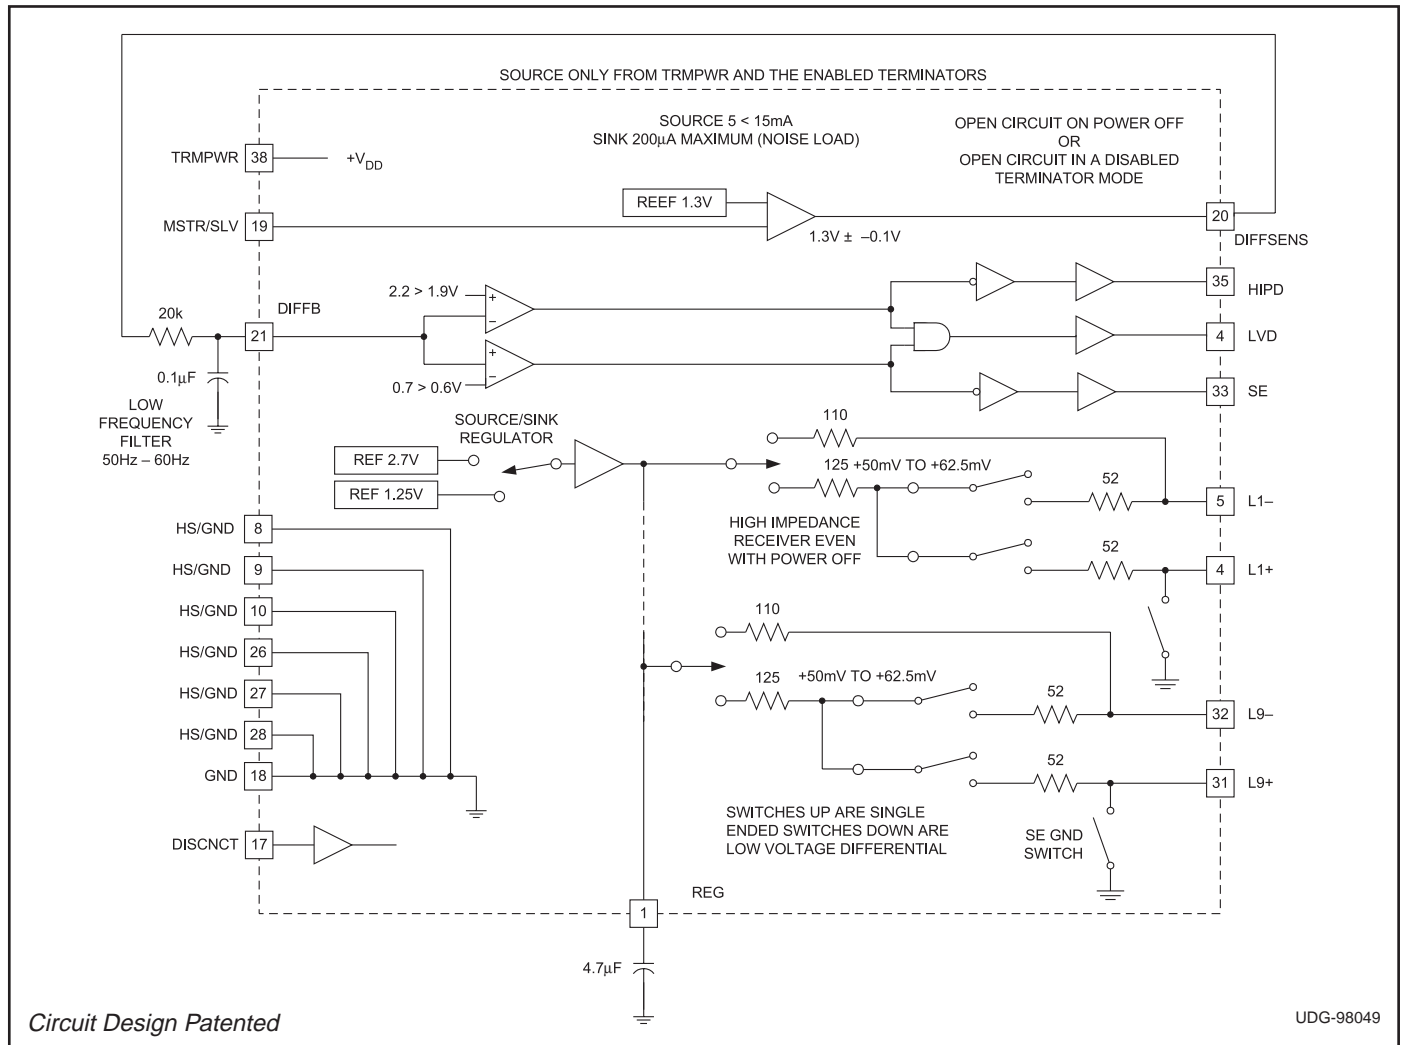 SOURCE ONLY FROM TRMPWR AND THE ENABLED TERMINATORS
SOURCE 5 < 15mA
SINK 200µA MAXIMUM (NOISE LOAD)
OPEN CIRCUIT ON POWER OFF
OR
OPEN CIRCUIT IN A DISABLED
TERMINATOR MODE
TRMPWR 38 +VDD
REEF 1.3V
MSTR/SLV 19
1.3V ± –0.1V
20
DIFFSENS
2.2 > 1.9V
+
–
35 HIPD
20k
DIFFB
21
4 LVD
+
–
0.7 > 0.6V
33 SE
0.1µF
LOW
FREQUENCY
FILTER
50Hz – 60Hz
SOURCE/SINK
REGULATOR
REF 2.7V
REF 1.25V
110
125 +50mV TO +62.5mV
52
5 L1–
HIGH IMPEDANCE
RECEIVER EVEN
WITH POWER OFF
52
4 L1+
HS/GND 8
HS/GND 9
HS/GND 10
HS/GND 26
HS/GND 27
HS/GND 28
GND 18
110
125 +50mV TO +62.5mV
52
32 L9–
52
31 L9+
SWITCHES UP ARE SINGLE
ENDED SWITCHES DOWN ARE
LOW VOLTAGE DIFFERENTIAL
SE GND
SWITCH
DISCNCT 17
REG
1
4.7µF
Circuit Design Patented
UDG-98049